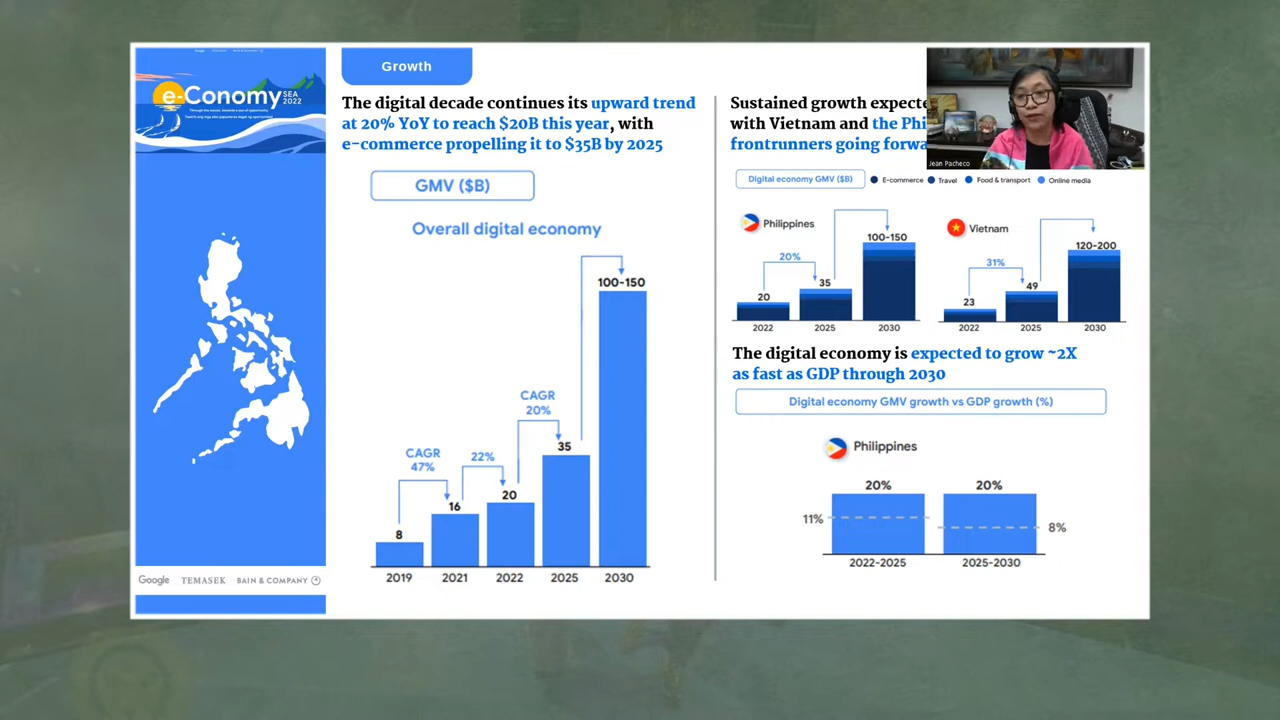 e-Conomy SEA
2022
Growth
The digital decade continues its upward trend
at 20% YoY to reach $20B this year, with
e-commerce propelling it to $35B by 2025
GMV ($B)
Overall digital economy
CAGR
47%
22%
CAGR
20%
8
16
20
35
100-150
2019
2021
2022
2025
2030
Sustained growth
with Vietnam and the
frontrunners going
Jean Pacheco
Digital economy GMV ($B)
E-commerce
Travel
Food & transport
Online media
Philippines
20%
20
35
100-150
2022
2025
2030
Vietnam
31%
23
49
120-200
2022
2025
2030
The digital economy is expected to grow ~2X
as fast as GDP through 2030
Digital economy GMV growth vs GDP growth (%)
Philippines
20%
20%
11%
8%
2022-2025
2025-2030
Google
TEMASEK
BAIN & COMPANY